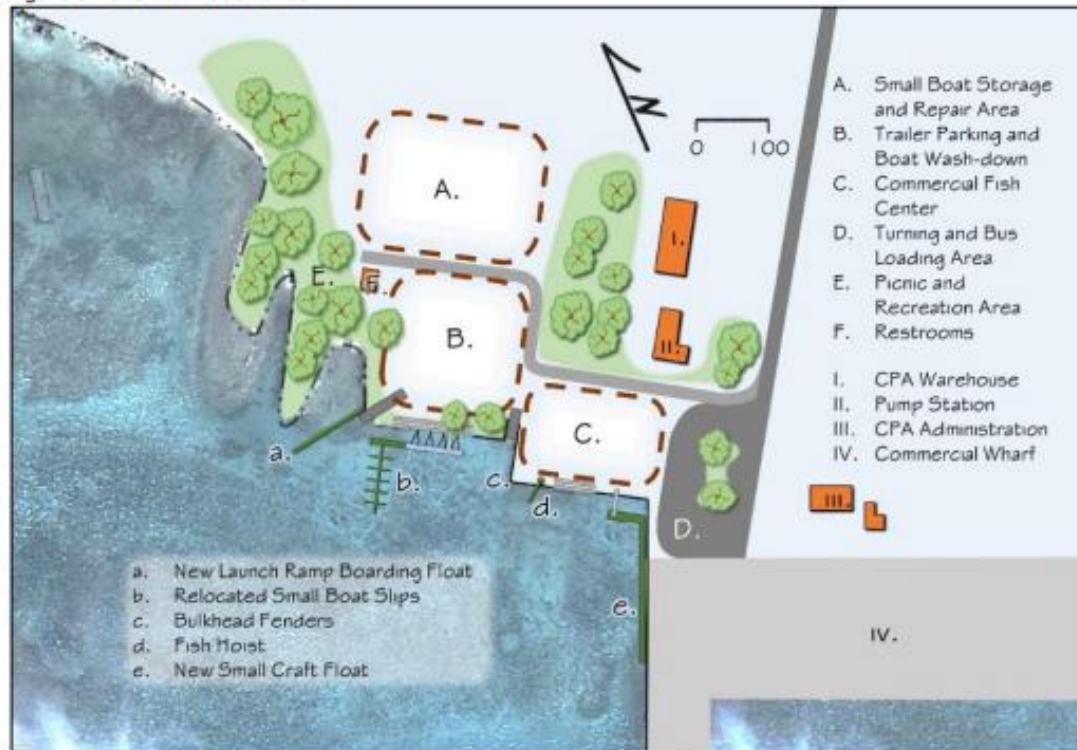 N
0 100
A. Small Boat Storage
and Repair Area
B. Trailer Parking and
Boat Wash-down
C. Commercial Fish
Center
D. Turning and Bus
Loading Area
E. Picnic and
Recreation Area
F. Restrooms
I. CPA Warehouse
II. Pump Station
III. CPA Administration
IV. Commercial Wharf
A.
I.
E.
F.
B.
II.
C.
a.
b.
c.
d.
D.
III.
e.
IV.
a. New Launch Ramp Boarding Float
b. Relocated Small Boat Slips
c. Bulkhead Fenders
d. Fish Hoist
e. New Small Craft Float